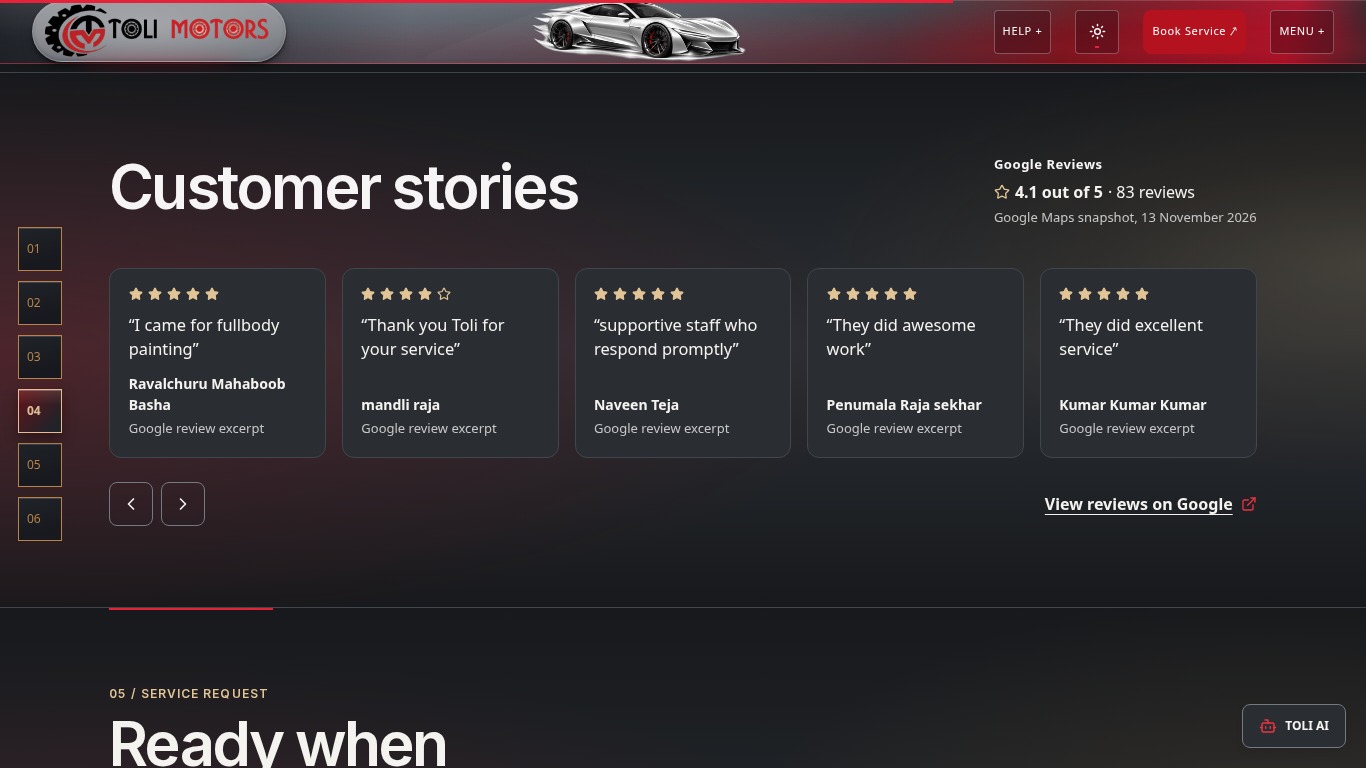 TOLI MOTORS
HELP +
Book Service ↗
MENU +
Customer stories
Google Reviews
4.1 out of 5 · 83 reviews
Google Maps snapshot, 13 November 2026
01
02
03
04
05
06
“I came for fullbody
painting”
Ravalchuru Mahaboob
Basha
Google review excerpt
“Thank you Toli for
your service”
mandli raja
Google review excerpt
“supportive staff who
respond promptly”
Naveen Teja
Google review excerpt
“They did awesome
work”
Penumala Raja sekhar
Google review excerpt
“They did excellent
service”
Kumar Kumar Kumar
Google review excerpt
View reviews on Google
05 / SERVICE REQUEST
Ready when
TOLI AI